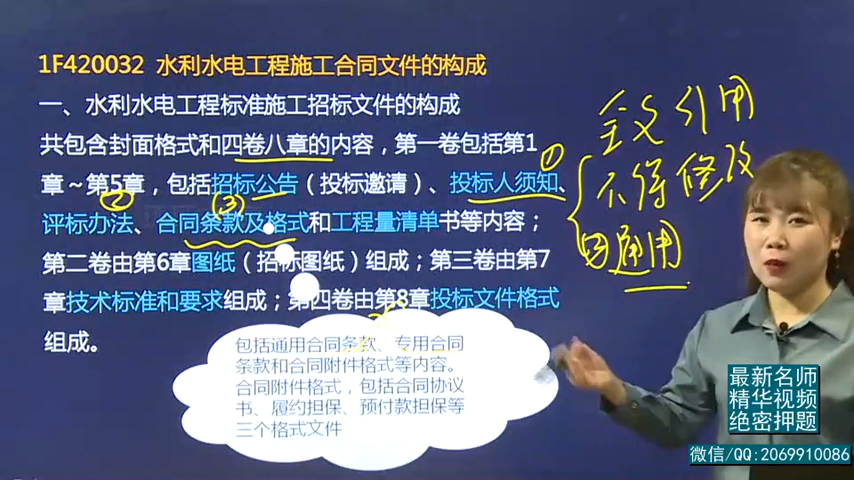 1F420032 水利水电工程施工合同文件的构成
一、水利水电工程标准施工招标文件的构成
共包含封面格式和四卷八章的内容，第一卷包括第1
章～第5章，包括招标公告（投标邀请）、投标人须知、
评标办法、合同条款及格式和工程量清单书等内容；
第二卷由第6章图纸（招标图纸）组成；第三卷由第7
章技术标准和要求组成；第四卷由第8章投标文件格式
组成。
包括通用合同条款、专用合同
条款和合同附件格式等内容。
合同附件格式，包括合同协议
书、履约担保、预付款担保等
三个格式文件
①
②
③
全文引用
不得修改
通用
最新名师
精华视频
绝密押题
微信/QQ:2069910086